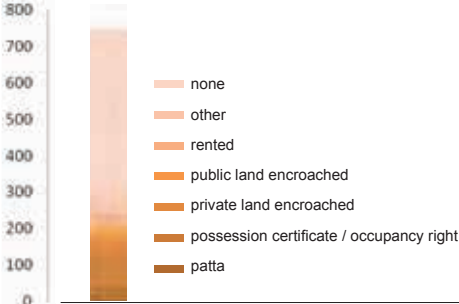 800
700
600
500
400
300
200
100
0
none
other
rented
public land encroached
private land encroached
possession certificate / occupancy right
patta